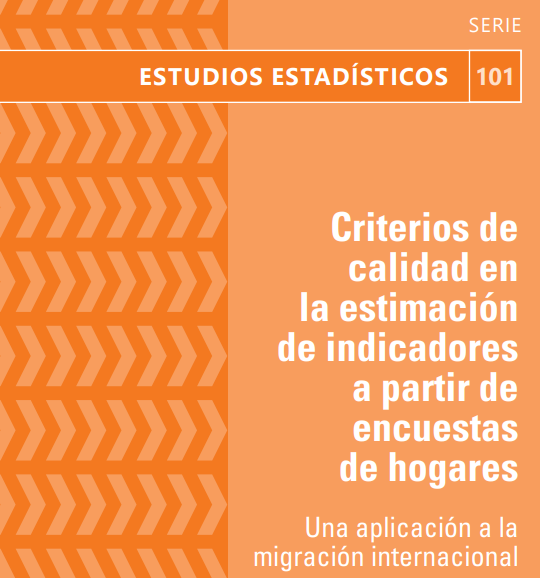 SERIE
ESTUDIOS ESTADÍSTICOS 101
Criterios de
calidad en
la estimación
de indicadores
a partir de
encuestas
de hogares
Una aplicación a la
migración internacional